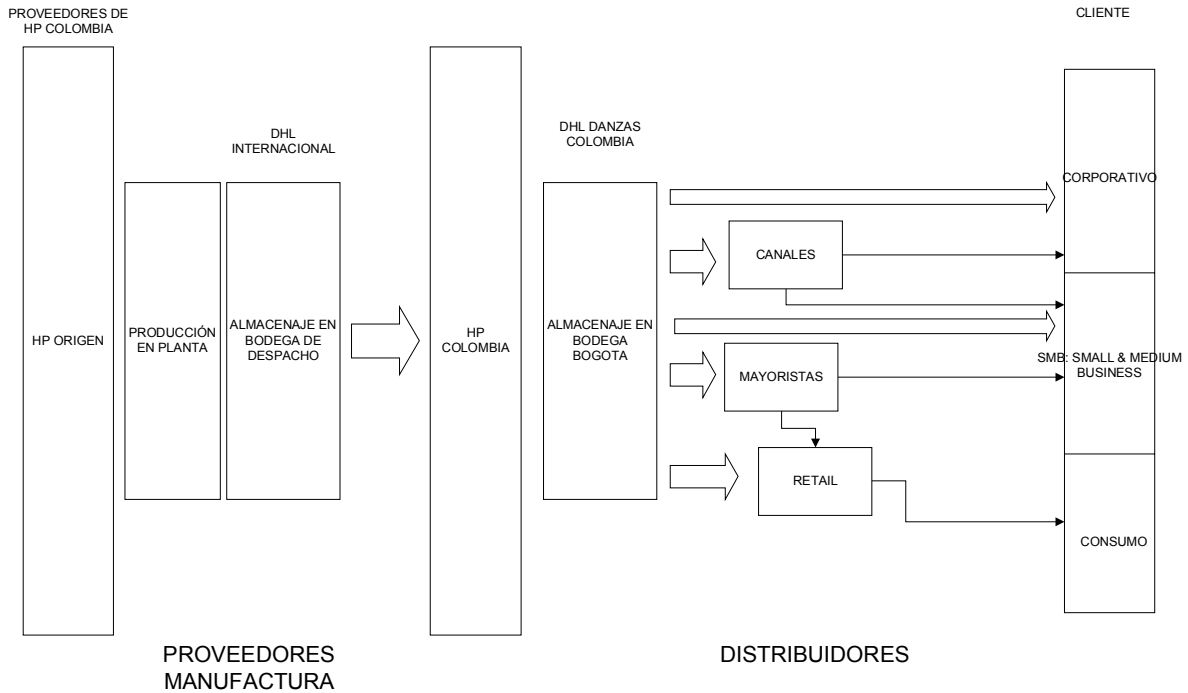 PROVEEDORES DE
HP COLOMBIA
CLIENTE
DHL
INTERNACIONAL
DHL DANZAS
COLOMBIA
HP ORIGEN
PRODUCCIÓN
EN PLANTA
ALMACENAJE EN
BODEGA DE
DESPACHO
HP
COLOMBIA
ALMACENAJE EN
BODEGA
BOGOTA
CANALES
MAYORISTAS
RETAIL
CORPORATIVO
SMB: SMALL & MEDIUM
BUSINESS
CONSUMO
PROVEEDORES
MANUFACTURA
DISTRIBUIDORES